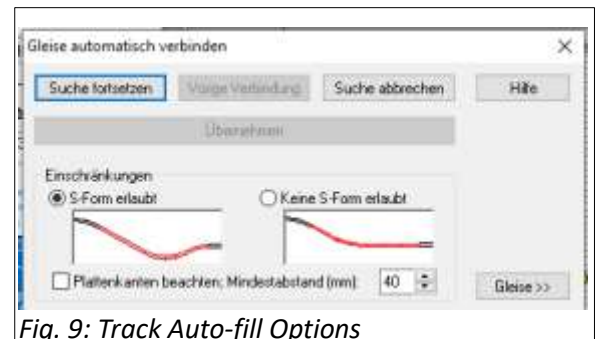 Gleise automatisch verbinden
Suche fortsetzen Vorige Verbindung Suche abbrechen Hilfe
Übernehmen
Einschränkungen
S-Form erlaubt Keine S-Form erlaubt
Plattenkanten beachten; Mindestabstand (mm): 40 Gleise >>
Fig. 9: Track Auto-fill Options